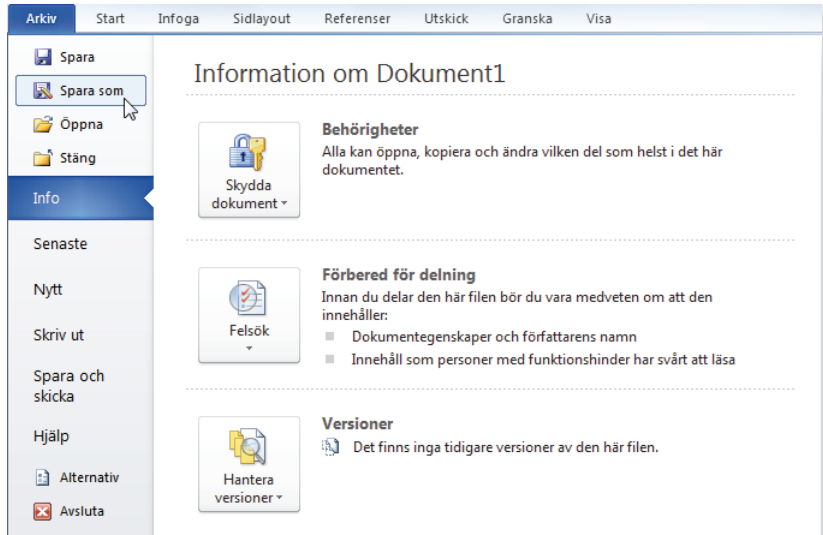 Arkiv Start Infoga Sidlayout Referenser Utskick Granska Visa
Spara
Spara som
Öppna
Stäng
Info
Senaste
Nytt
Skriv ut
Spara och
skicka
Hjälp
Alternativ
Avsluta
Information om Dokument1
Skydda
dokument
Behörigheter
Alla kan öppna, kopiera och ändra vilken del som helst i det här
dokumentet.
Felsök
Förbered för delning
Innan du delar den här filen bör du vara medveten om att den
innehåller:
Dokumentegenskaper och författarens namn
Innehåll som personer med funktionshinder har svårt att läsa
Hantera
versioner
Versioner
Det finns inga tidigare versioner av den här filen.